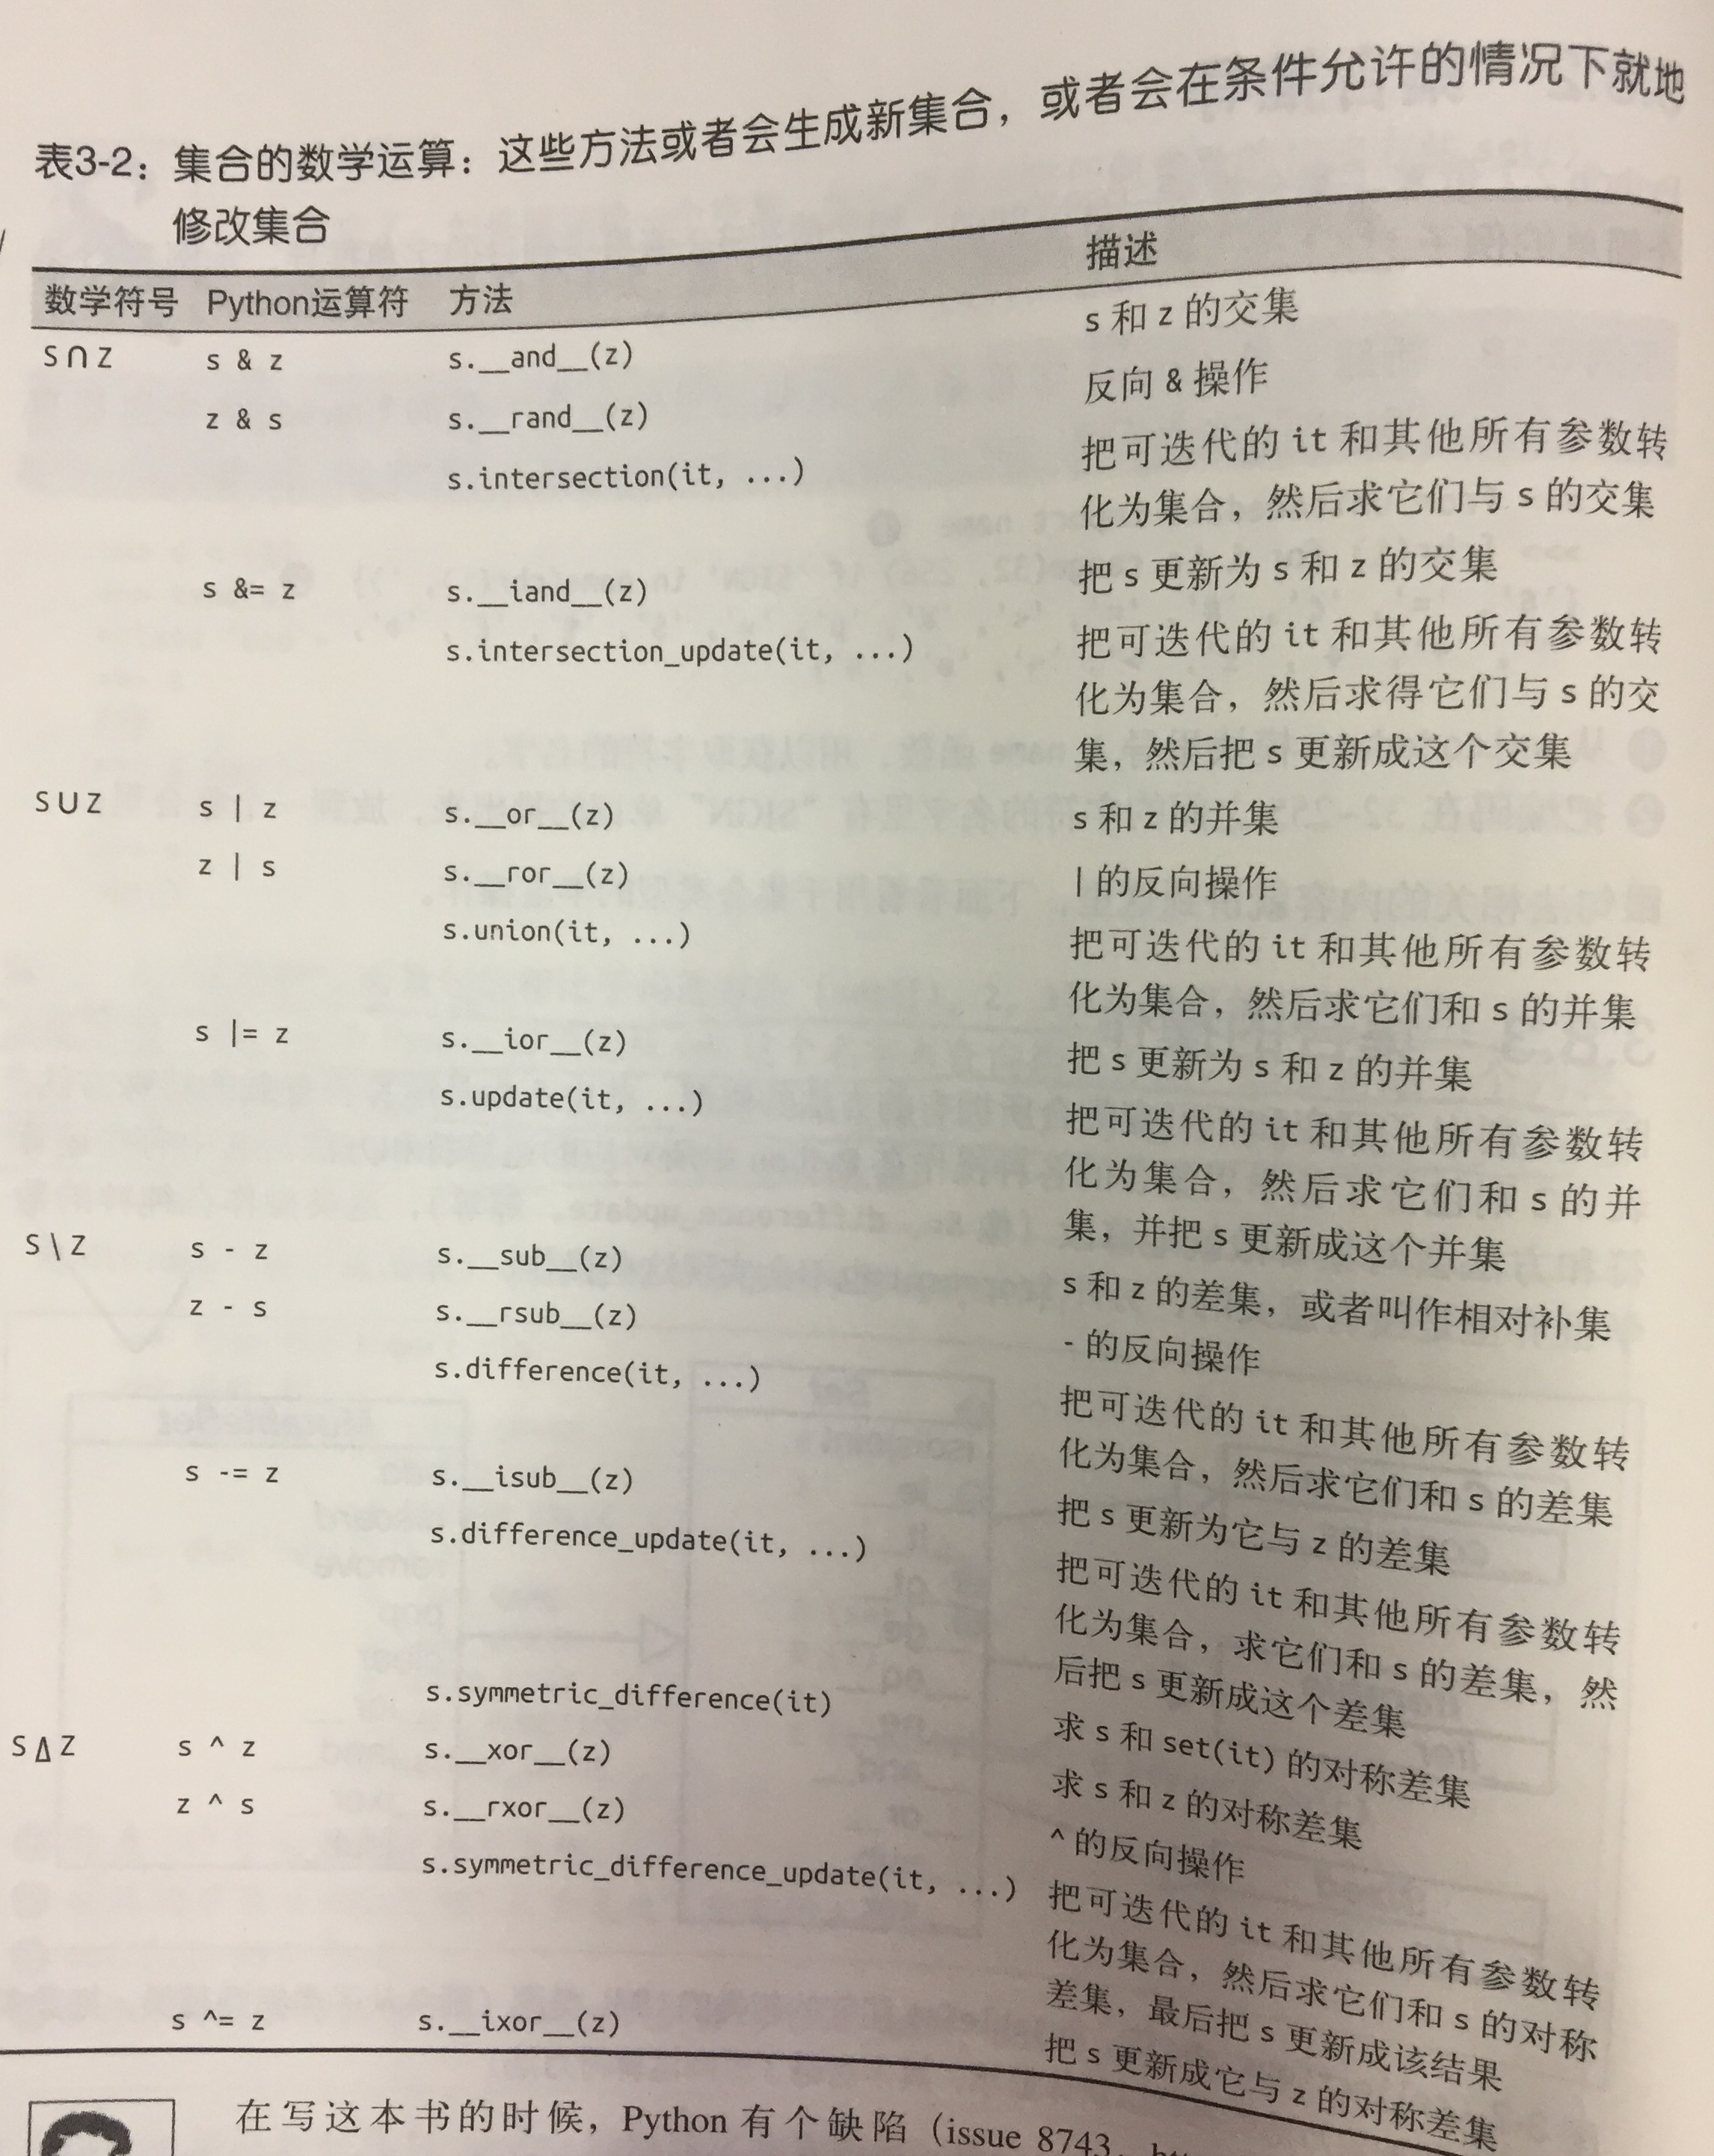 表3-2：集合的数学运算：这些方法或者会生成新集合，或者会在条件允许的情况下就地
修改集合
数学符号 Python运算符 方法 描述
S∩Z s & z s.__and__(z) s 和 z 的交集
z & s s.__rand__(z) 反向 & 操作
s.intersection(it, ...) 把可迭代的 it 和其他所有参数转
化为集合，然后求它们与 s 的交集
s &= z s.__iand__(z) 把 s 更新为 s 和 z 的交集
s.intersection_update(it, ...) 把可迭代的 it 和其他所有参数转
化为集合，然后求得它们与 s 的交
集，然后把 s 更新成这个交集
S∪Z s | z s.__or__(z) s 和 z 的并集
z | s s.__ror__(z) | 的反向操作
s.union(it, ...) 把可迭代的 it 和其他所有参数转
化为集合，然后求它们和 s 的并集
s |= z s.__ior__(z) 把 s 更新为 s 和 z 的并集
s.update(it, ...) 把可迭代的 it 和其他所有参数转
化为集合，然后求它们和 s 的并
集，并把 s 更新成这个并集
S\Z s - z s.__sub__(z) s 和 z 的差集，或者叫作相对补集
z - s s.__rsub__(z) - 的反向操作
s.difference(it, ...) 把可迭代的 it 和其他所有参数转
化为集合，然后求它们和 s 的差集
s -= z s.__isub__(z) 把 s 更新为它与 z 的差集
s.difference_update(it, ...) 把可迭代的 it 和其他所有参数转
化为集合，求它们和 s 的差集，然
后把 s 更新成这个差集
s.symmetric_difference(it) 求 s 和 set(it) 的对称差集
S∆Z s ^ z s.__xor__(z) 求 s 和 z 的对称差集
z ^ s s.__rxor__(z) ^ 的反向操作
s.symmetric_difference_update(it, ...) 把可迭代的 it 和其他所有参数转
化为集合，然后求它们和 s 的对称
差集，最后把 s 更新成该结果
s ^= z s.__ixor__(z) 把 s 更新成它与 z 的对称差集
在写这本书的时候，Python 有个缺陷（issue 8743，